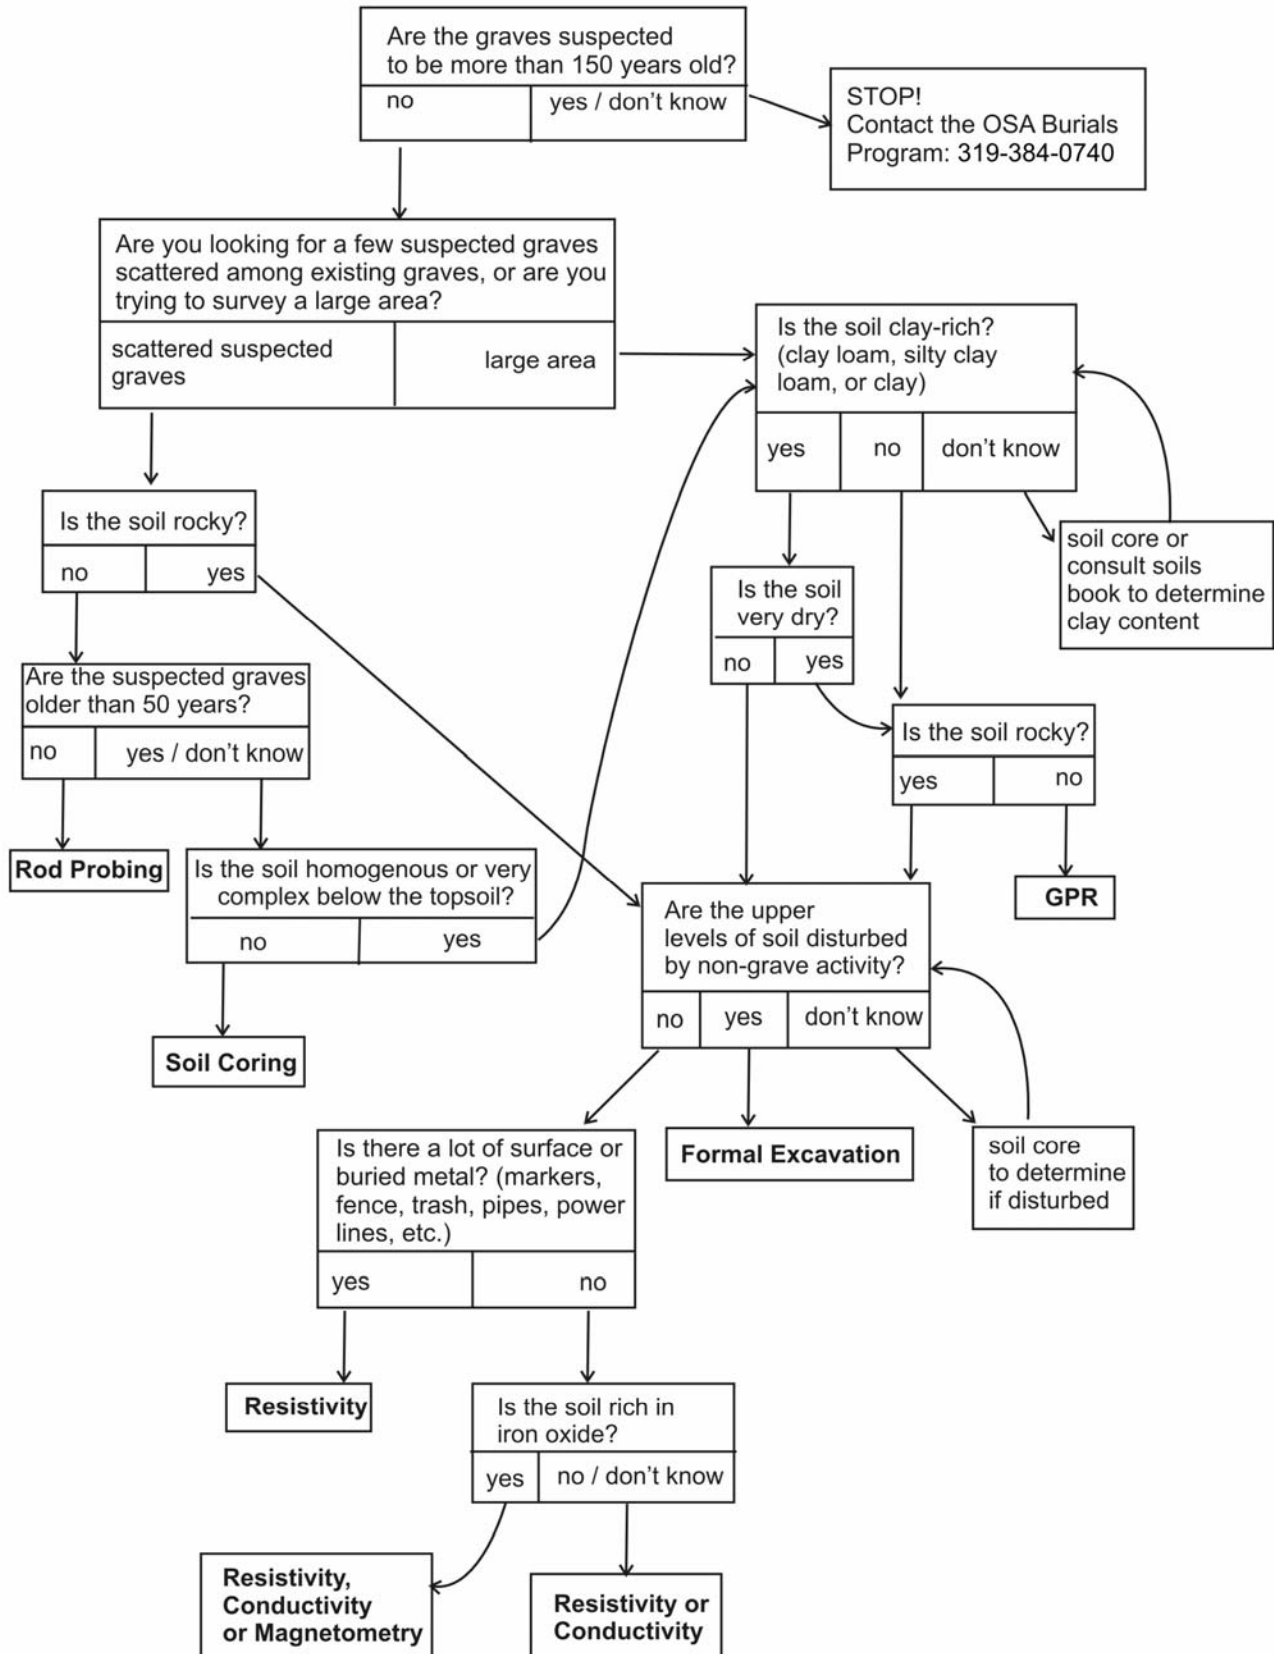 Are the graves suspected
to be more than 150 years old?
no
yes / don't know
STOP!
Contact the OSA Burials
Program: 319-384-0740
Are you looking for a few suspected graves
scattered among existing graves, or are you
trying to survey a large area?
scattered suspected
graves
large area
Is the soil clay-rich?
(clay loam, silty clay
loam, or clay)
yes
no
don't know
soil core or
consult soils
book to determine
clay content
Is the soil rocky?
no
yes
Is the soil
very dry?
no
yes
Are the suspected graves
older than 50 years?
no
yes / don't know
Is the soil rocky?
yes
no
Rod Probing
Is the soil homogenous or very
complex below the topsoil?
no
yes
GPR
Are the upper
levels of soil disturbed
by non-grave activity?
no
yes
don't know
Soil Coring
Is there a lot of surface or
buried metal? (markers,
fence, trash, pipes, power
lines, etc.)
yes
no
Formal Excavation
soil core
to determine
if disturbed
Resistivity
Is the soil rich in
iron oxide?
yes
no / don't know
Resistivity,
Conductivity
or Magnetometry
Resistivity or
Conductivity